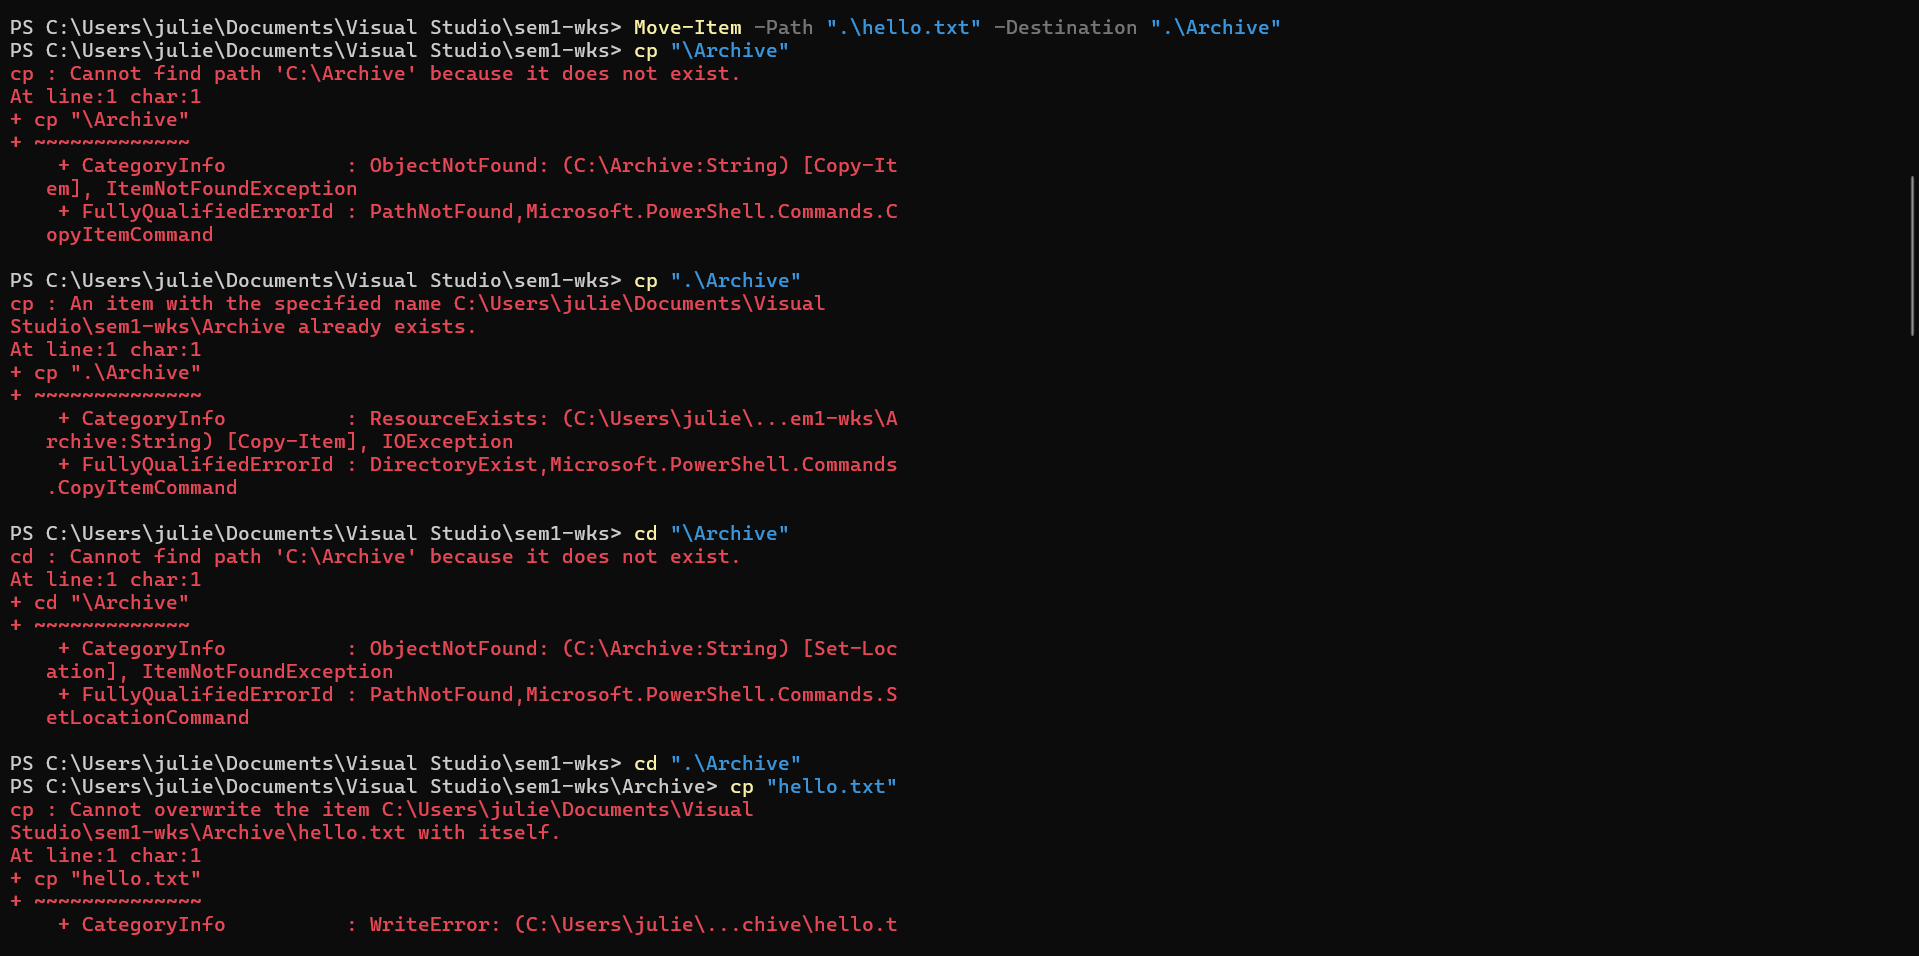 PS C:\Users\julie\Documents\Visual Studio\sem1-wks> Move-Item -Path ".\hello.txt" -Destination ".\Archive"
PS C:\Users\julie\Documents\Visual Studio\sem1-wks> cp "\Archive"
cp : Cannot find path 'C:\Archive' because it does not exist.
At line:1 char:1
+ cp "\Archive"
+ ~~~~~~~~~~~~~
    + CategoryInfo          : ObjectNotFound: (C:\Archive:String) [Copy-It
   em], ItemNotFoundException
    + FullyQualifiedErrorId : PathNotFound,Microsoft.PowerShell.Commands.C
   opyItemCommand

PS C:\Users\julie\Documents\Visual Studio\sem1-wks> cp ".\Archive"
cp : An item with the specified name C:\Users\julie\Documents\Visual
Studio\sem1-wks\Archive already exists.
At line:1 char:1
+ cp ".\Archive"
+ ~~~~~~~~~~~~~~
    + CategoryInfo          : ResourceExists: (C:\Users\julie\...em1-wks\A
   rchive:String) [Copy-Item], IOException
    + FullyQualifiedErrorId : DirectoryExist,Microsoft.PowerShell.Commands
   .CopyItemCommand

PS C:\Users\julie\Documents\Visual Studio\sem1-wks> cd "\Archive"
cd : Cannot find path 'C:\Archive' because it does not exist.
At line:1 char:1
+ cd "\Archive"
+ ~~~~~~~~~~~~~
    + CategoryInfo          : ObjectNotFound: (C:\Archive:String) [Set-Loc
   ation], ItemNotFoundException
    + FullyQualifiedErrorId : PathNotFound,Microsoft.PowerShell.Commands.S
   etLocationCommand

PS C:\Users\julie\Documents\Visual Studio\sem1-wks> cd ".\Archive"
PS C:\Users\julie\Documents\Visual Studio\sem1-wks\Archive> cp "hello.txt"
cp : Cannot overwrite the item C:\Users\julie\Documents\Visual
Studio\sem1-wks\Archive\hello.txt with itself.
At line:1 char:1
+ cp "hello.txt"
+ ~~~~~~~~~~~~~~
    + CategoryInfo          : WriteError: (C:\Users\julie\...chive\hello.t